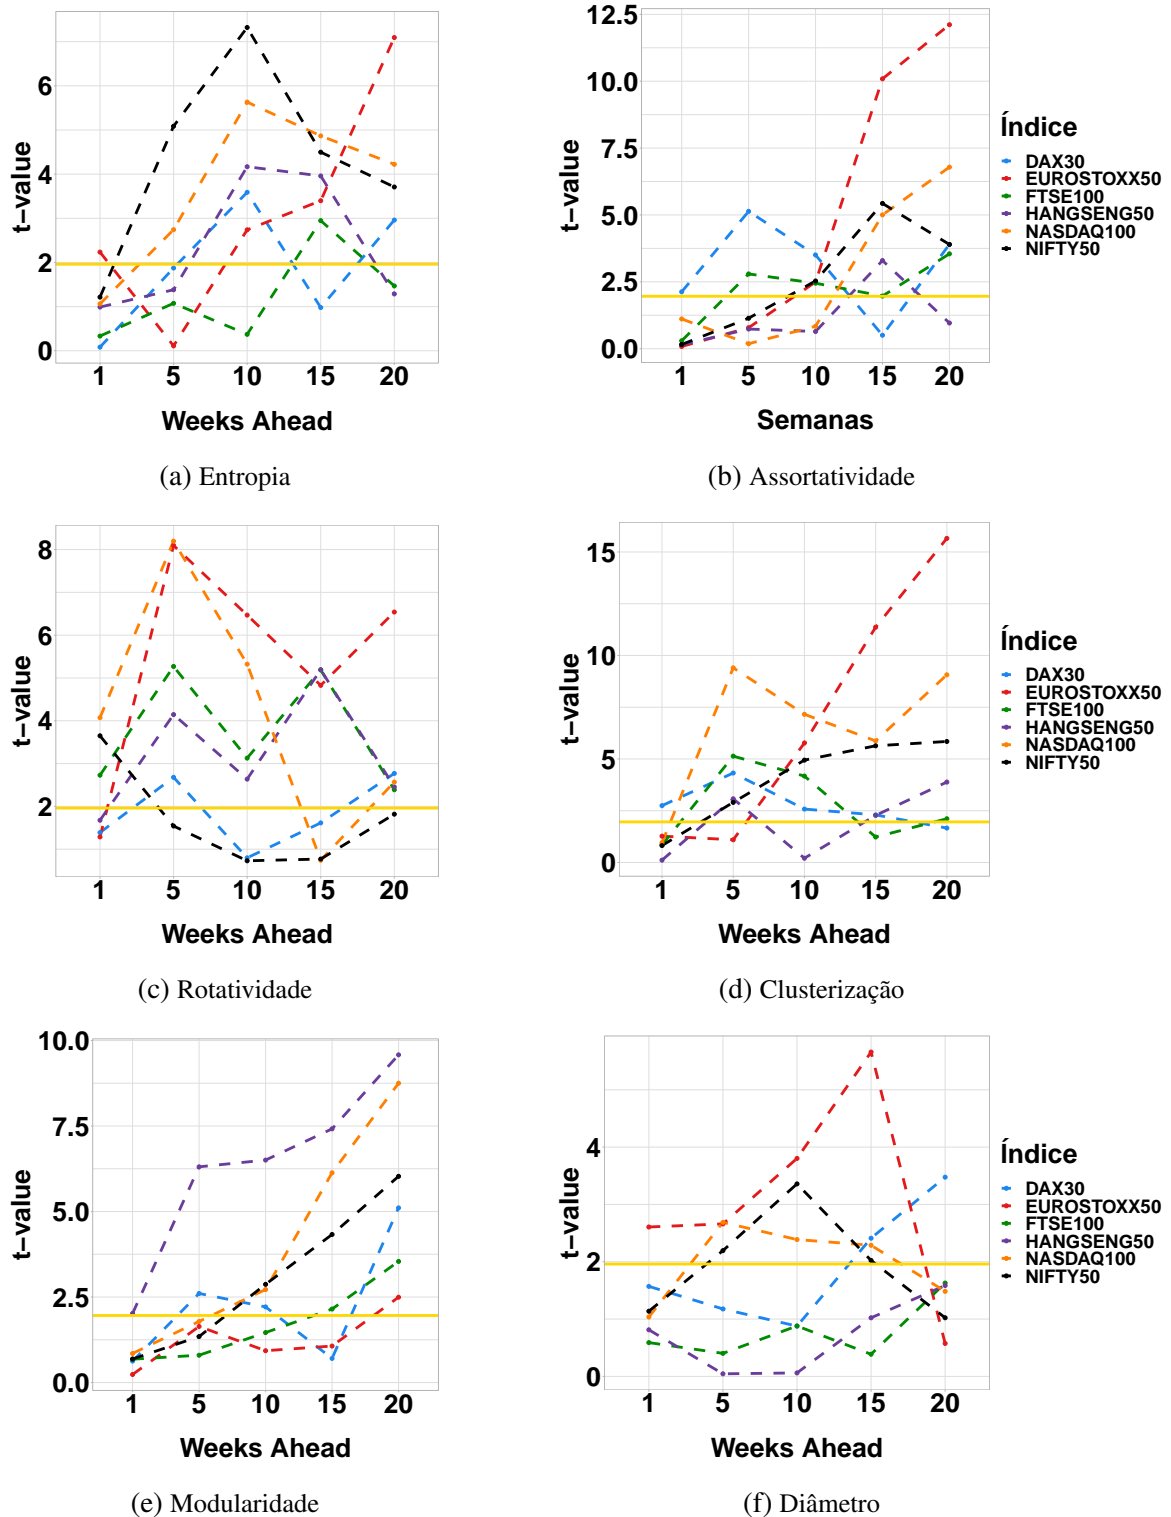 t−value
6
4
2
0
1 5 10 15 20
Weeks Ahead
(a) Entropia
t−value
12.5
10.0
7.5
5.0
2.5
0.0
1 5 10 15 20
Semanas
(b) Assortatividade
Índice
DAX30
EUROSTOXX50
FTSE100
HANGSENG50
NASDAQ100
NIFTY50
t−value
8
6
4
2
1 5 10 15 20
Weeks Ahead
(c) Rotatividade
t−value
15
10
5
0
1 5 10 15 20
Weeks Ahead
(d) Clusterização
Índice
DAX30
EUROSTOXX50
FTSE100
HANGSENG50
NASDAQ100
NIFTY50
t−value
10.0
7.5
5.0
2.5
0.0
1 5 10 15 20
Weeks Ahead
(e) Modularidade
t−value
4
2
0
1 5 10 15 20
Weeks Ahead
(f) Diâmetro
Índice
DAX30
EUROSTOXX50
FTSE100
HANGSENG50
NASDAQ100
NIFTY50